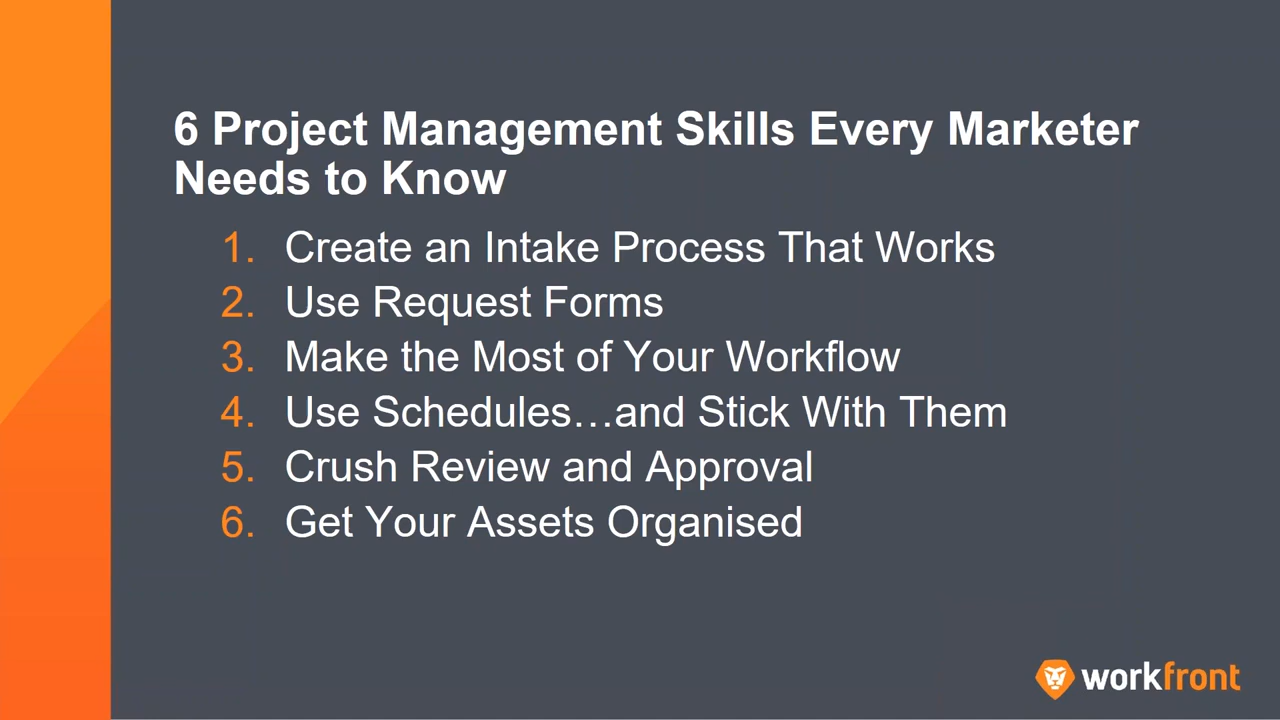 6 Project Management Skills Every Marketer
Needs to Know
1. Create an Intake Process That Works
2. Use Request Forms
3. Make the Most of Your Workflow
4. Use Schedules…and Stick With Them
5. Crush Review and Approval
6. Get Your Assets Organised
workfront